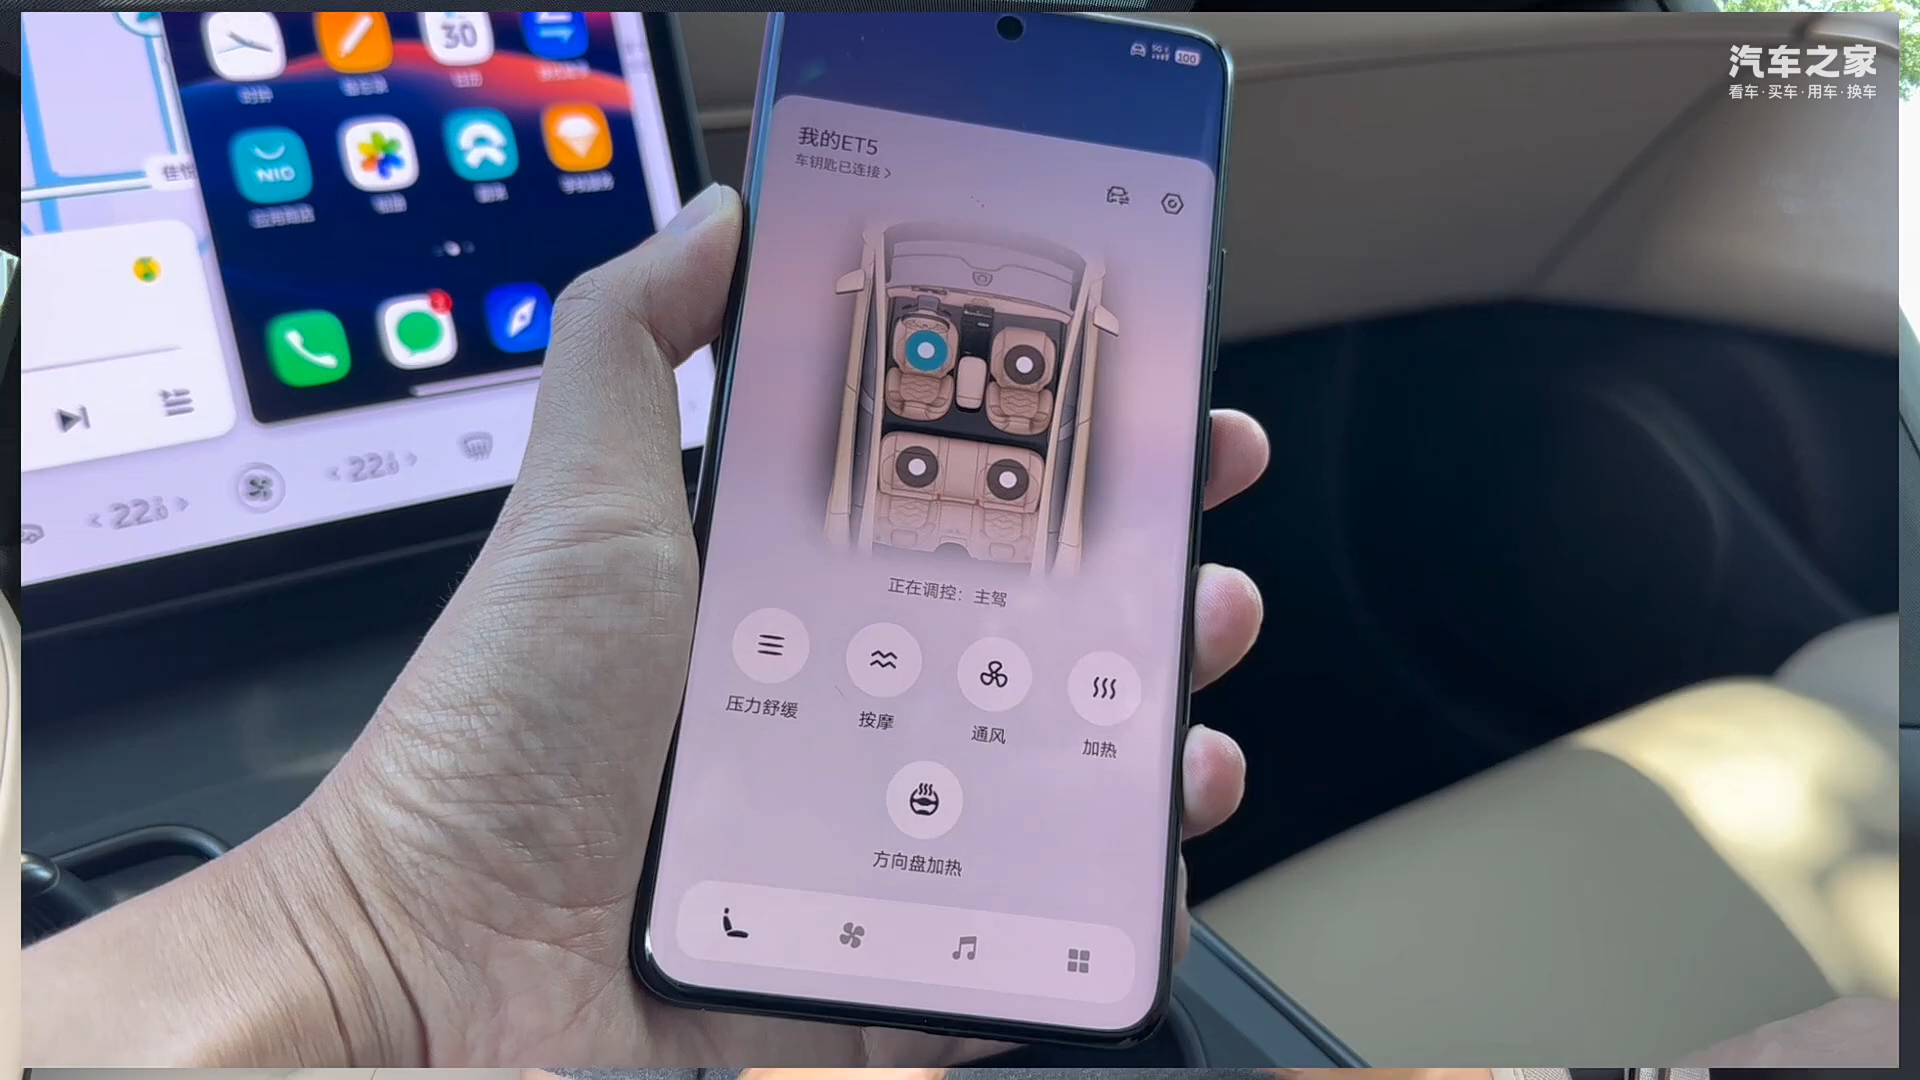 汽车之家
看车·买车·用车·换车
5G
100
30
我的ET5
车钥匙已连接>
NIO
正在调控：主驾
压力舒缓
按摩
通风
加热
方向盘加热